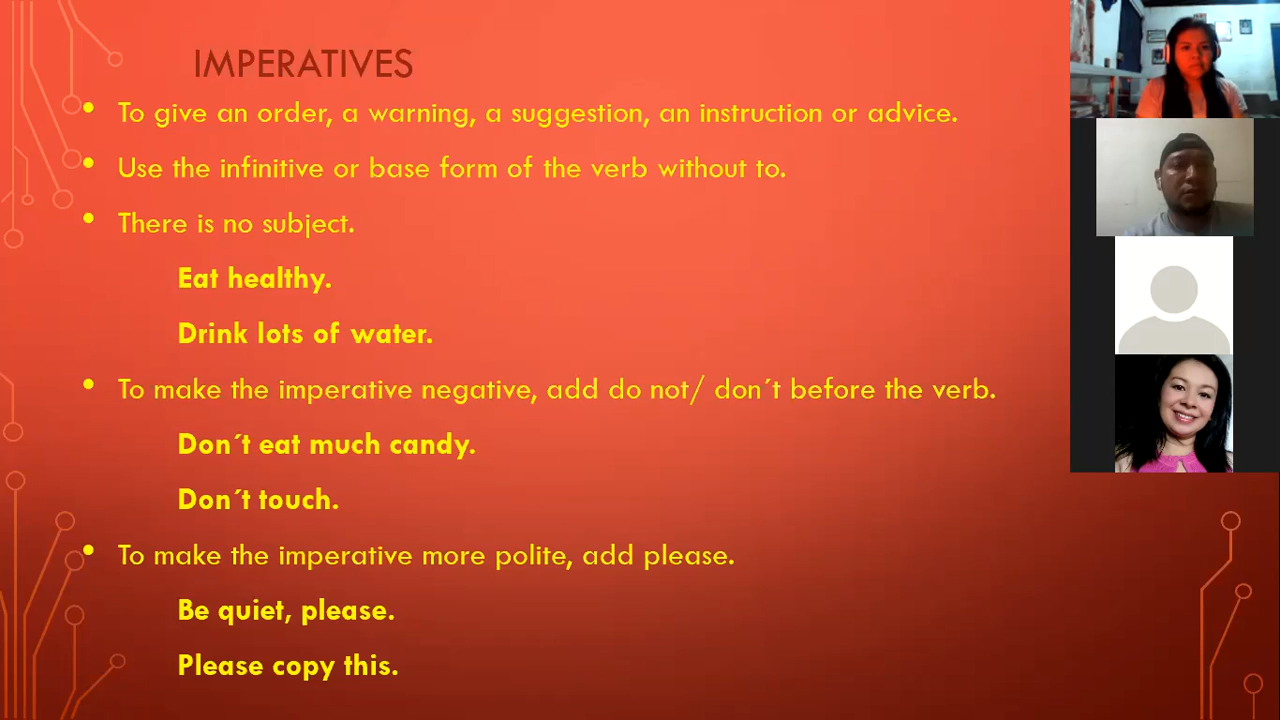 IMPERATIVES
• To give an order, a warning, a suggestion, an instruction or advice.
• Use the infinitive or base form of the verb without to.
• There is no subject.
Eat healthy.
Drink lots of water.
• To make the imperative negative, add do not/ don´t before the verb.
Don´t eat much candy.
Don´t touch.
• To make the imperative more polite, add please.
Be quiet, please.
Please copy this.